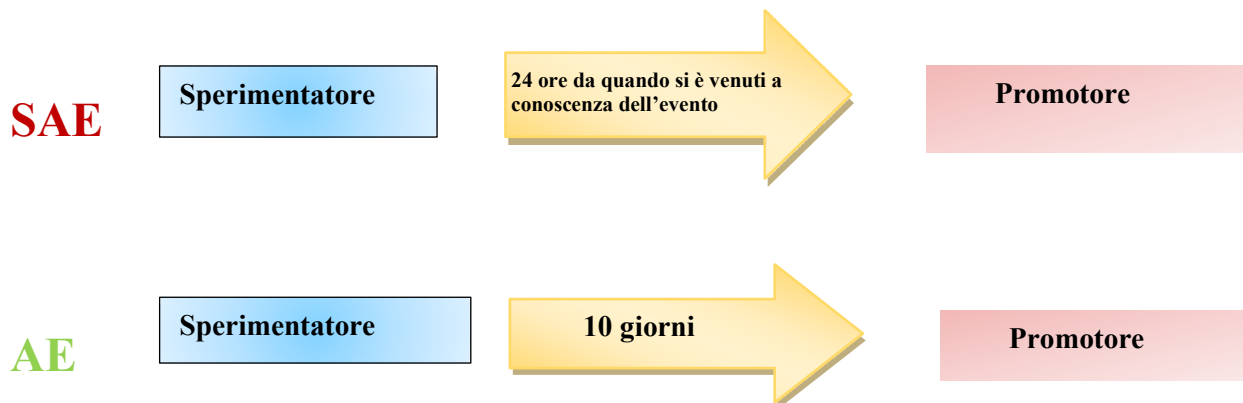 SAE
Sperimentatore
24 ore da quando si è venuti a
conoscenza dell’evento
Promotore
AE
Sperimentatore
10 giorni
Promotore